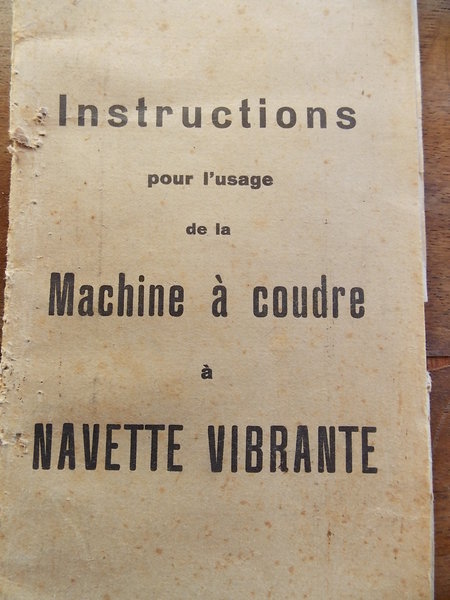 Instructions
pour l'usage
de la
Machine à coudre
à
NAVETTE VIBRANTE